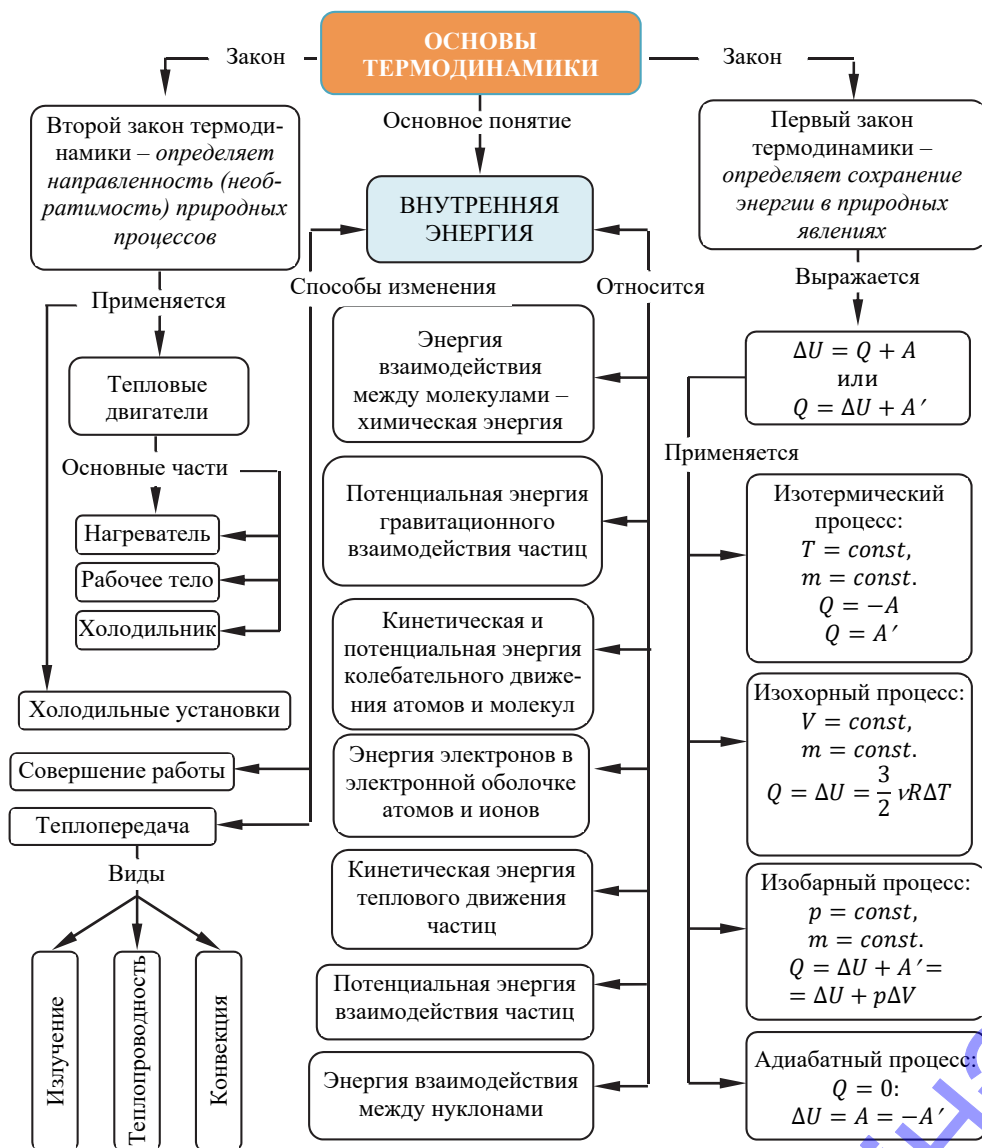 ОСНОВЫ
ТЕРМОДИНАМИКИ
Закон
Закон
Основное понятие
Второй закон термоди-
намики – определяет
направленность (необ-
ратимость) природных
процессов
Применяется
Тепловые
двигатели
Основные части
Нагреватель
Рабочее тело
Холодильник
Холодильные установки
ВНУТРЕННЯЯ
ЭНЕРГИЯ
Способы изменения
Совершение работы
Теплопередача
Виды
Излучение
Теплопроводность
Конвекция
Относится
Энергия
взаимодействия
между молекулами –
химическая энергия
Потенциальная энергия
гравитационного
взаимодействия частиц
Кинетическая и
потенциальная энергия
колебательного движе-
ния атомов и молекул
Энергия электронов в
электронной оболочке
атомов и ионов
Кинетическая энергия
теплового движения
частиц
Потенциальная энергия
взаимодействия частиц
Энергия взаимодействия
между нуклонами
Первый закон
термодинамики –
определяет сохранение
энергии в природных
явлениях
Выражается
ΔU = Q + A
или
Q = ΔU + A′
Применяется
Изотермический
процесс:
T = const,
m = const.
Q = −A
Q = A′
Изохорный процесс:
V = const,
m = const.
Q = ΔU = 3/2 νRΔT
Изобарный процесс:
p = const,
m = const.
Q = ΔU + A′ =
= ΔU + pΔV
Адиабатный процесс:
Q = 0:
ΔU = A = −A′